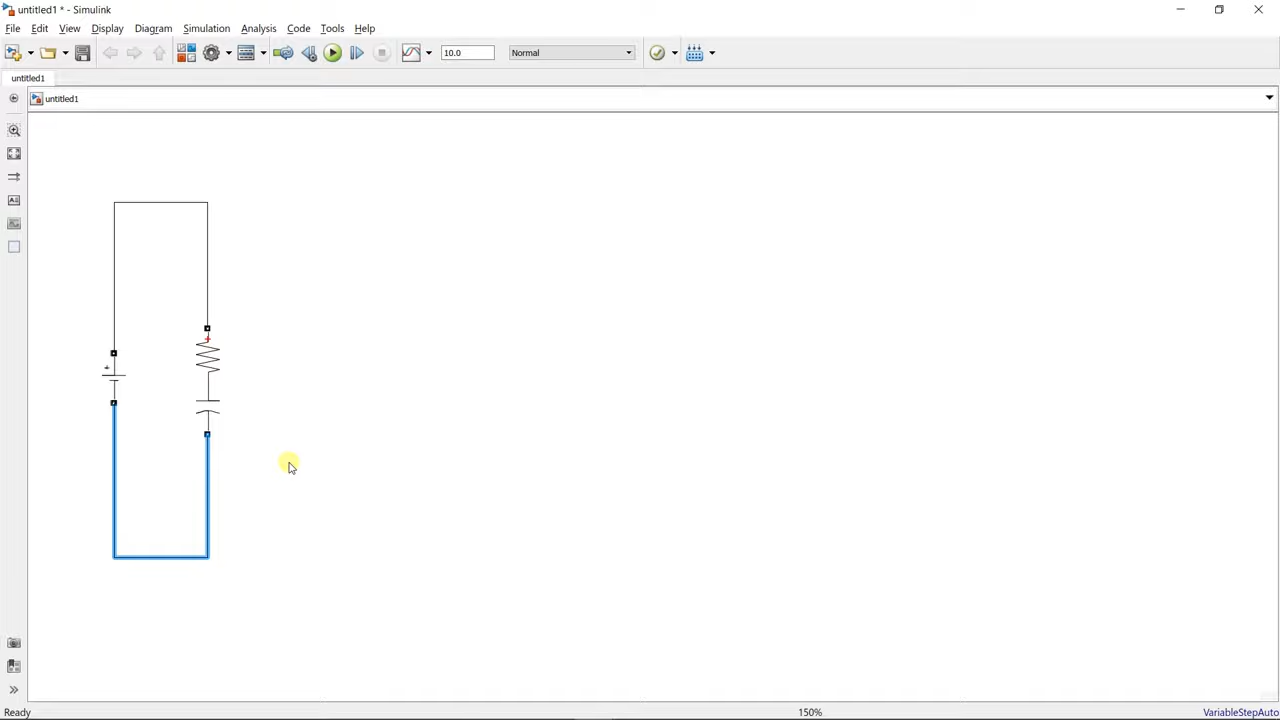 untitled1 * - Simulink
File Edit View Display Diagram Simulation Analysis Code Tools Help
10.0 Normal
untitled1
untitled1
+
+
Ready 150% VariableStepAuto